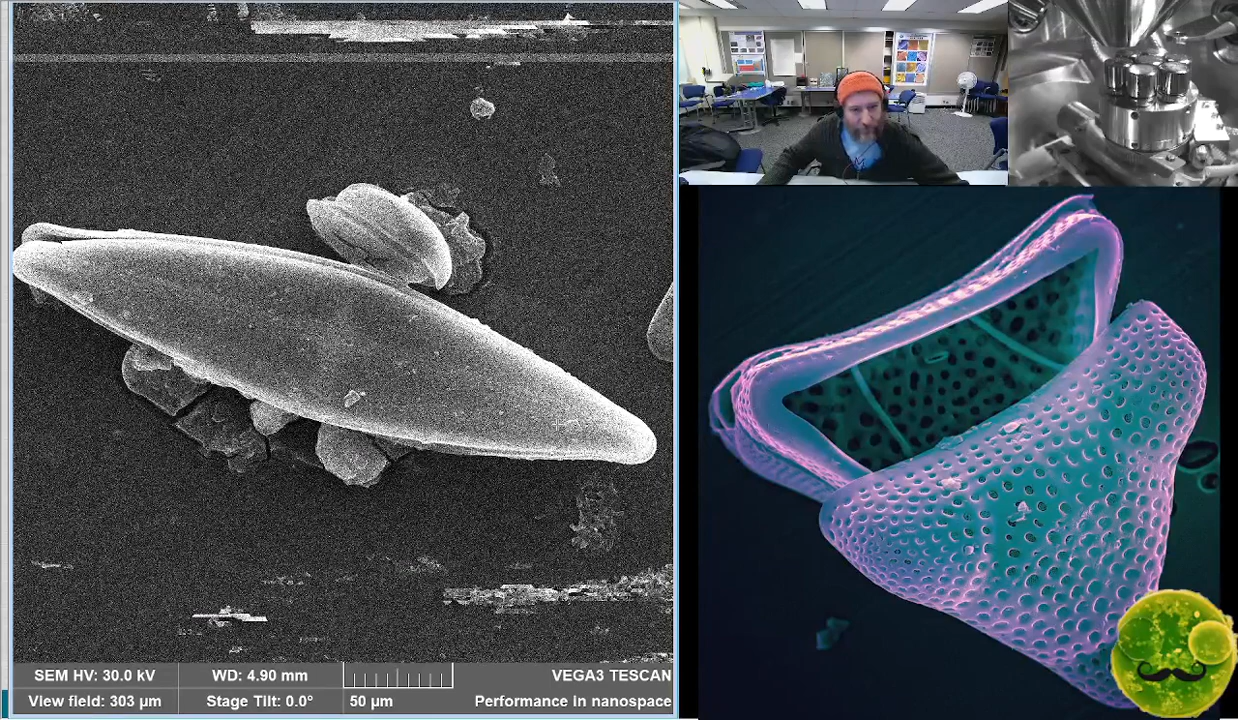 SEM HV: 30.0 kV
WD: 4.90 mm
VEGA3 TESCAN
View field: 303 µm
Stage Tilt: 0.0°
50 µm
Performance in nanospace